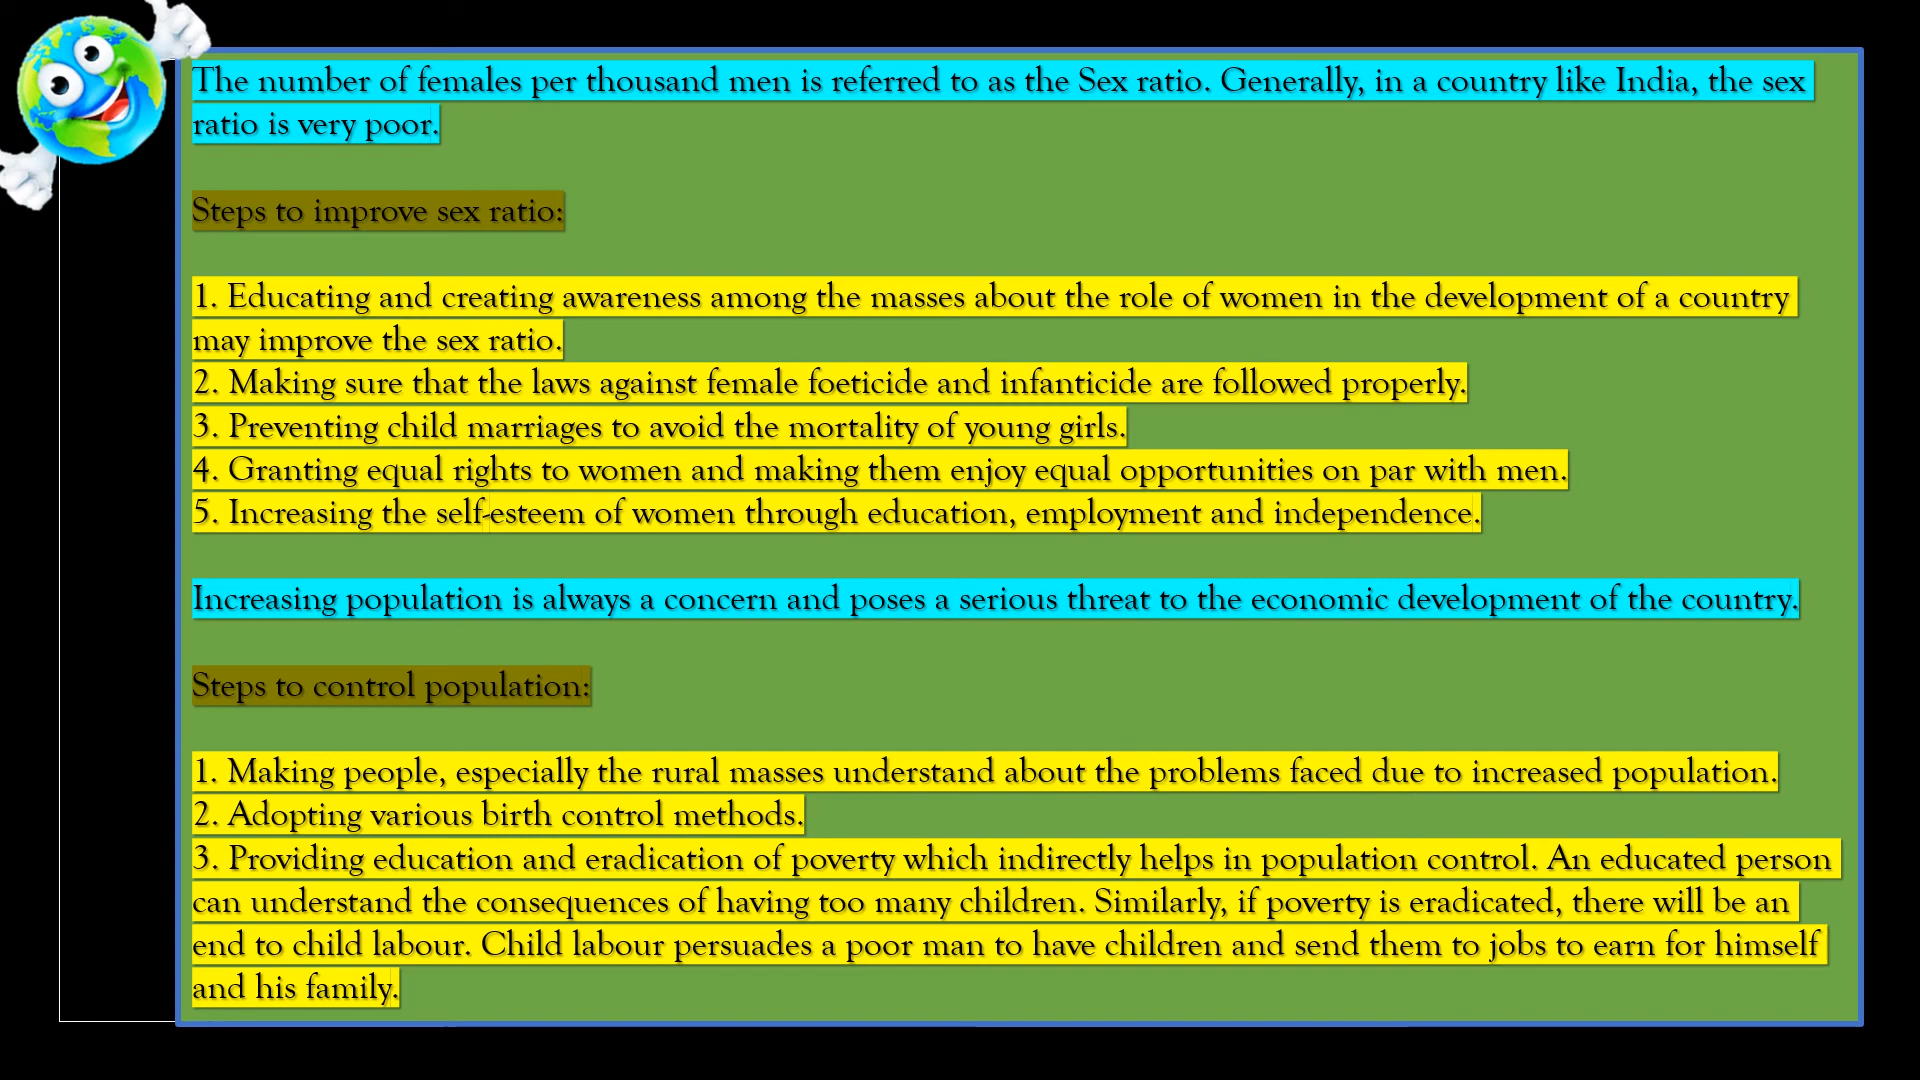 The number of females per thousand men is referred to as the Sex ratio. Generally, in a country like India, the sex
ratio is very poor.
Steps to improve sex ratio:
1. Educating and creating awareness among the masses about the role of women in the development of a country
may improve the sex ratio.
2. Making sure that the laws against female foeticide and infanticide are followed properly.
3. Preventing child marriages to avoid the mortality of young girls.
4. Granting equal rights to women and making them enjoy equal opportunities on par with men.
5. Increasing the self-esteem of women through education, employment and independence.
Increasing population is always a concern and poses a serious threat to the economic development of the country.
Steps to control population:
1. Making people, especially the rural masses understand about the problems faced due to increased population.
2. Adopting various birth control methods.
3. Providing education and eradication of poverty which indirectly helps in population control. An educated person
can understand the consequences of having too many children. Similarly, if poverty is eradicated, there will be an
end to child labour. Child labour persuades a poor man to have children and send them to jobs to earn for himself
and his family.